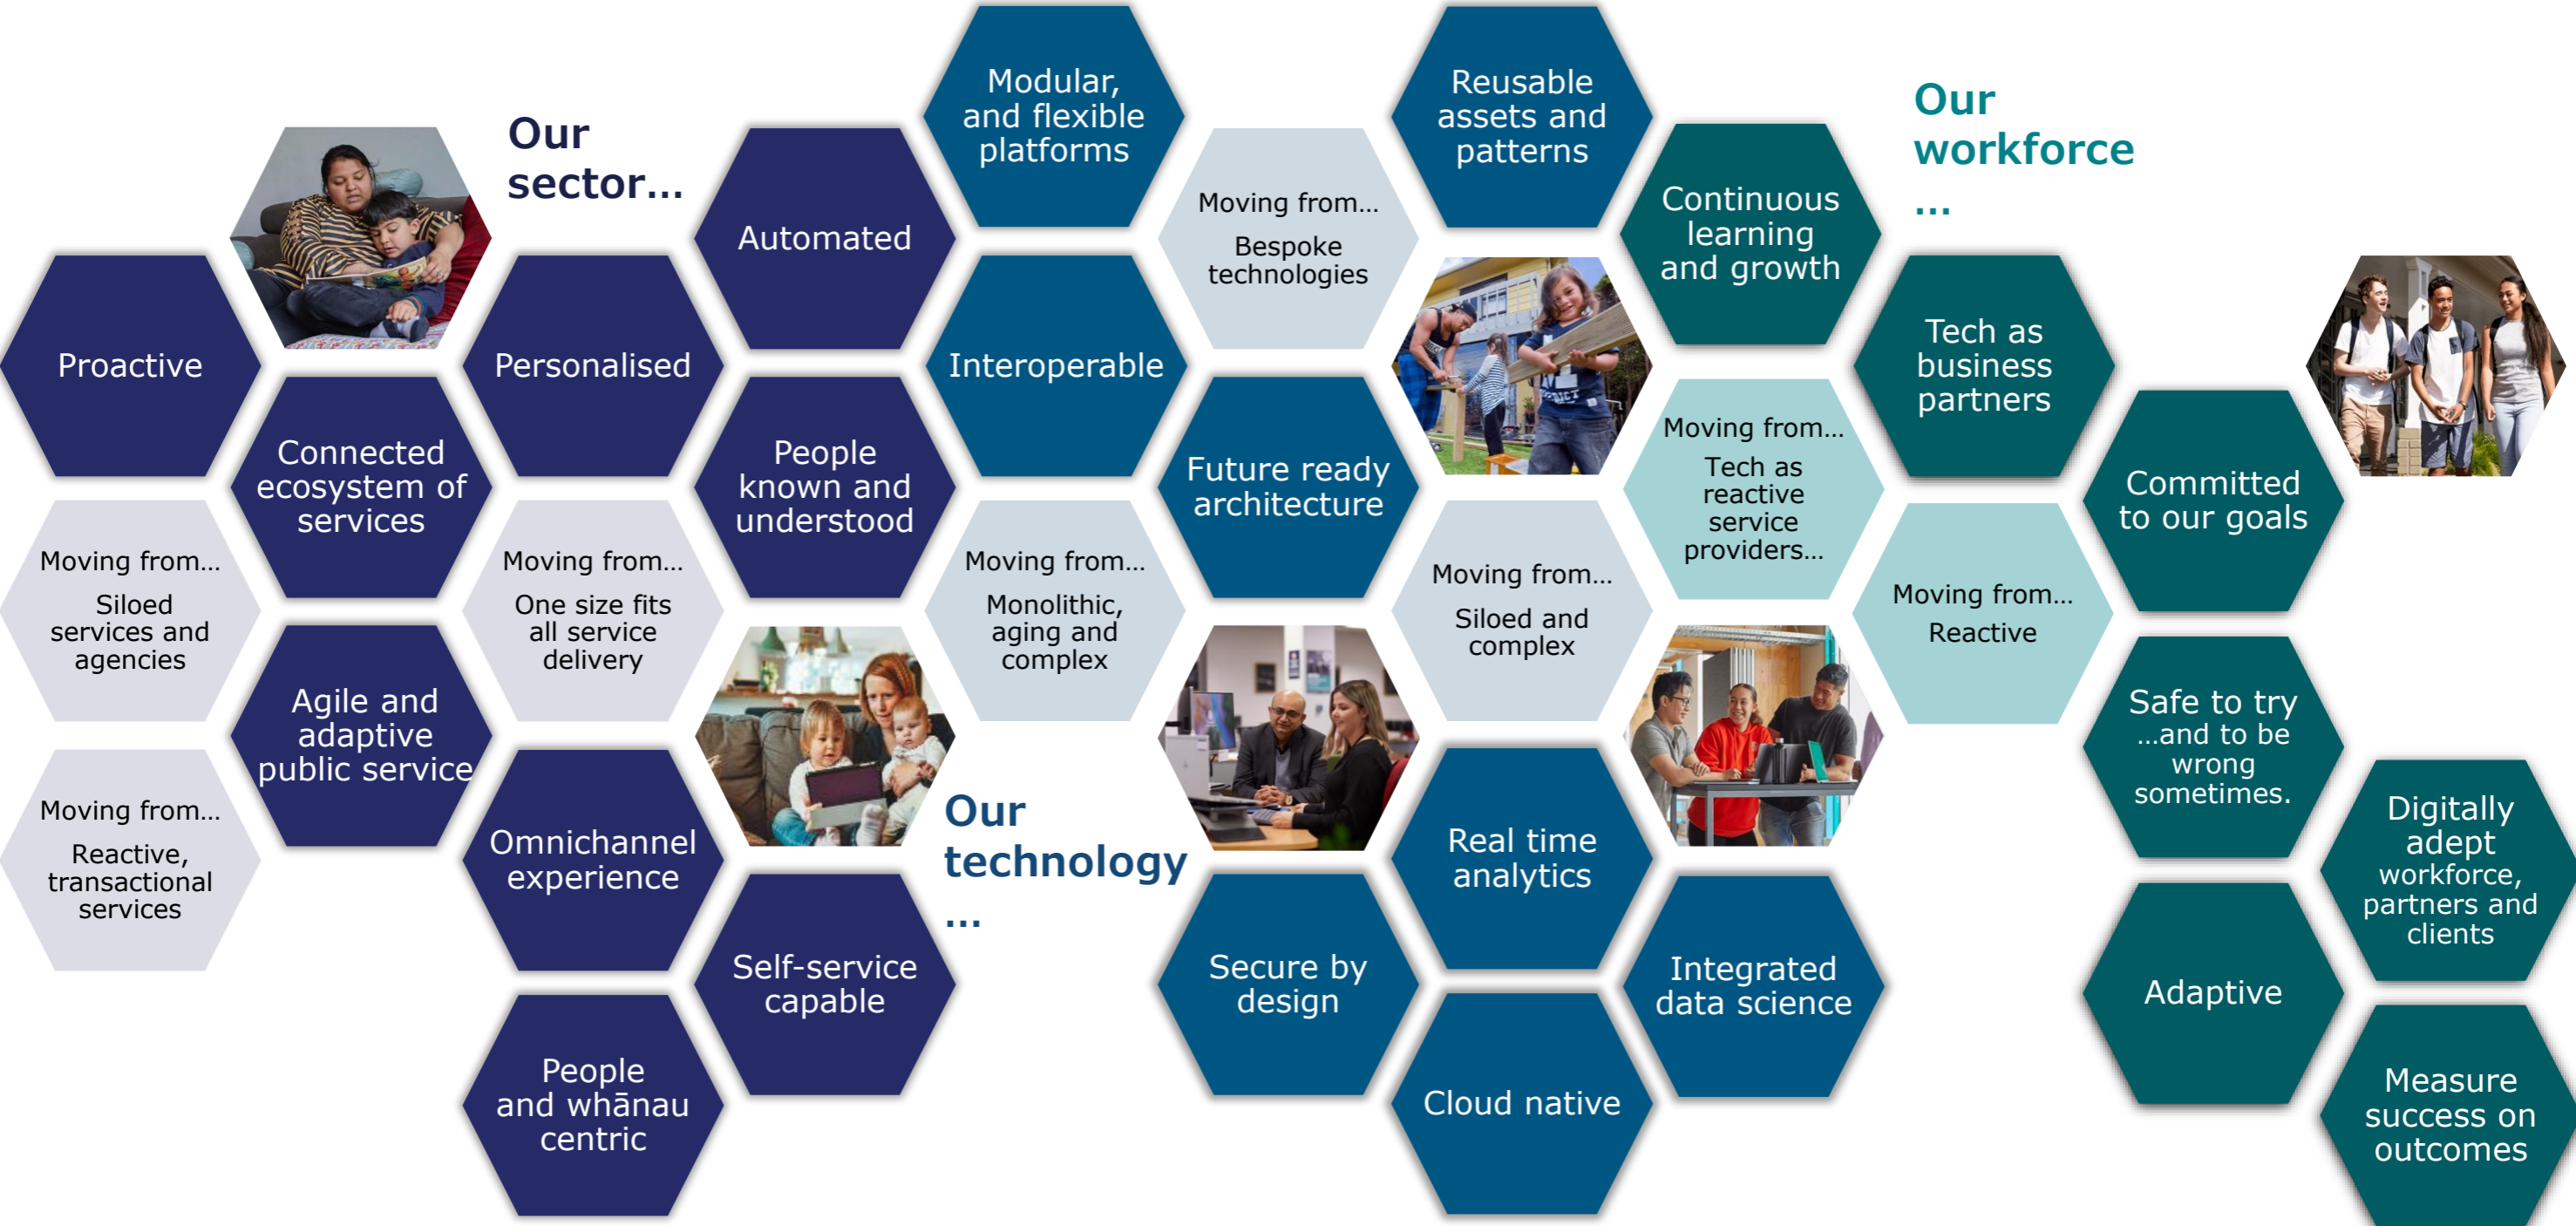 Our
sector...
Proactive
Connected
ecosystem of
services
Personalised
Automated
People
known and
understood
Moving from...
Siloed
services and
agencies
Moving from...
One size fits
all service
delivery
Agile and
adaptive
public service
Moving from...
Reactive,
transactional
services
Omnichannel
experience
Self-service
capable
People
and whānau
centric
Our
technology
...
Modular,
and flexible
platforms
Interoperable
Moving from...
Bespoke
technologies
Reusable
assets and
patterns
Future ready
architecture
Moving from...
Monolithic,
aging and
complex
Moving from...
Siloed and
complex
Real time
analytics
Secure by
design
Integrated
data science
Cloud native
Our
workforce
...
Continuous
learning
and growth
Tech as
business
partners
Moving from...
Tech as
reactive
service
providers...
Committed
to our goals
Moving from...
Reactive
Safe to try
...and to be
wrong
sometimes.
Digitally
adept
workforce,
partners and
clients
Adaptive
Measure
success on
outcomes